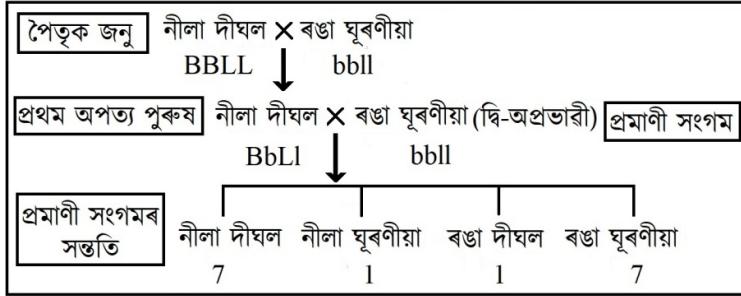 পৈতৃক জনু নীলা দীঘল × ৰঙা ঘূৰণীয়া
BBLL bbll
প্ৰথম অপত্য পুৰুষ নীলা দীঘল × ৰঙা ঘূৰণীয়া (দ্বি-অপ্ৰভাৱী) প্ৰমাণী সংগম
BbLl bbll
প্ৰমাণী সংগমৰ
সন্ততি
নীলা দীঘল নীলা ঘূৰণীয়া ৰঙা দীঘল ৰঙা ঘূৰণীয়া
7 1 1 7